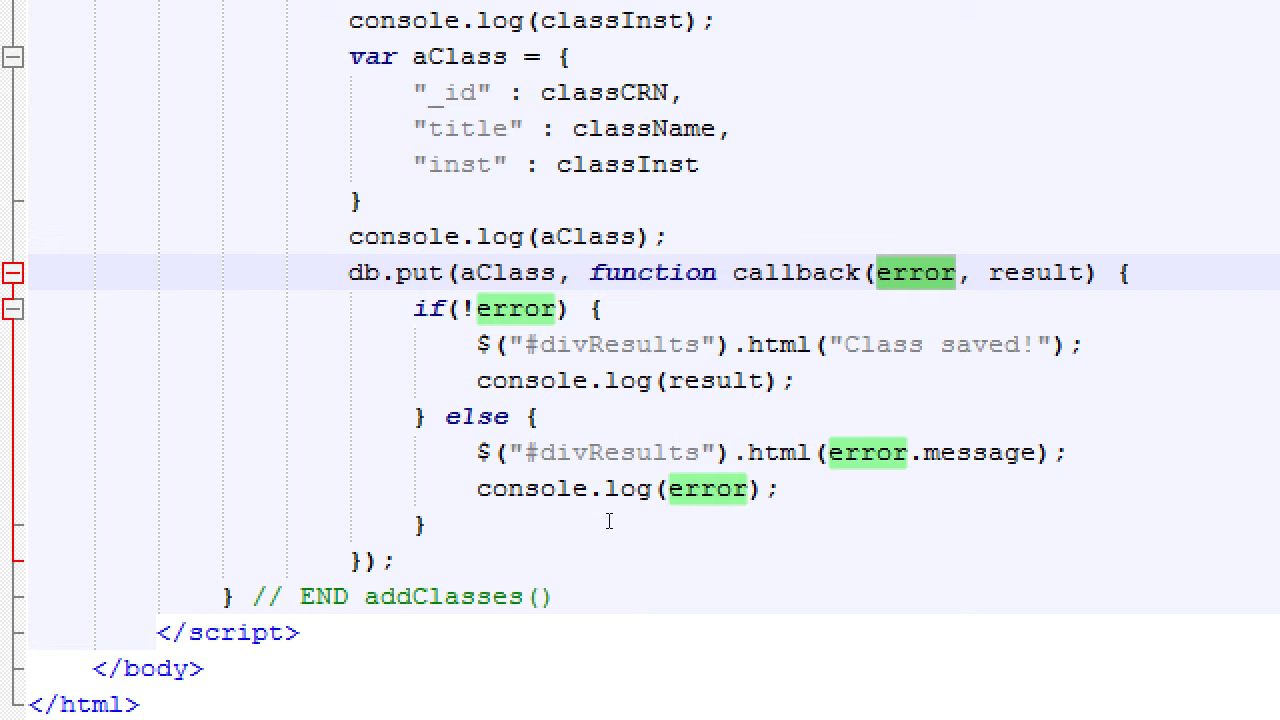 console.log(classInst);
var aClass = {
"_id" : classCRN,
"title" : className,
"inst" : classInst
}
console.log(aClass);
db.put(aClass, function callback(error, result) {
if(!error) {
$("#divResults").html("Class saved!");
console.log(result);
} else {
$("#divResults").html(error.message);
console.log(error);
}
});
} // END addClasses()
</script>
</body>
</html>